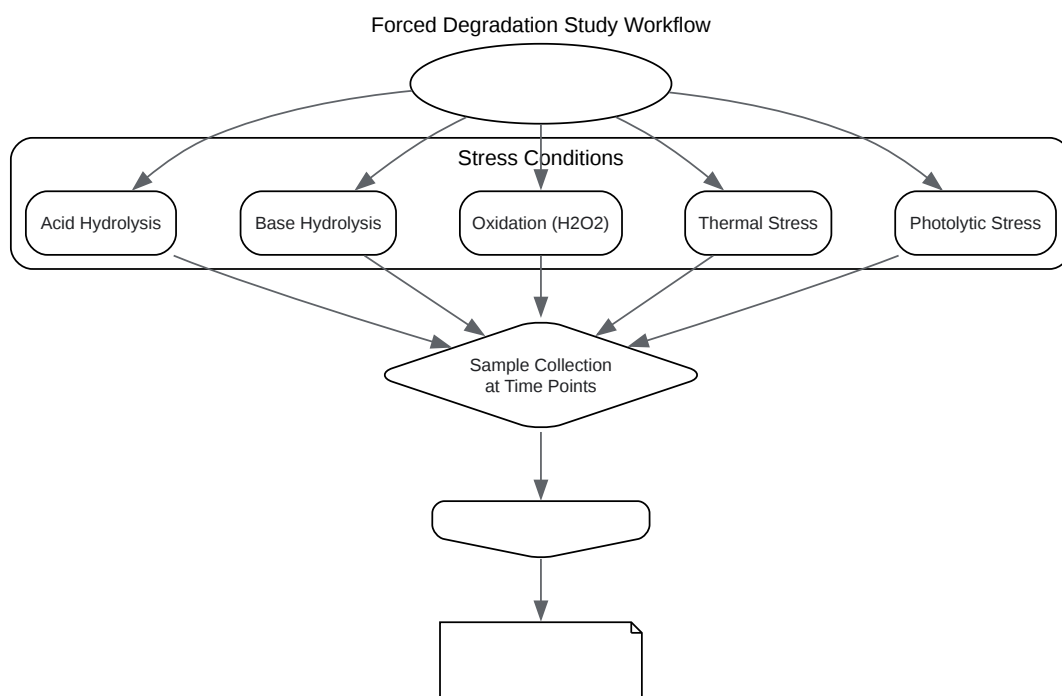 Forced Degradation Study Workflow
Stress Conditions
Acid Hydrolysis
Base Hydrolysis
Oxidation (H2O2)
Thermal Stress
Photolytic Stress
Sample Collection
at Time Points